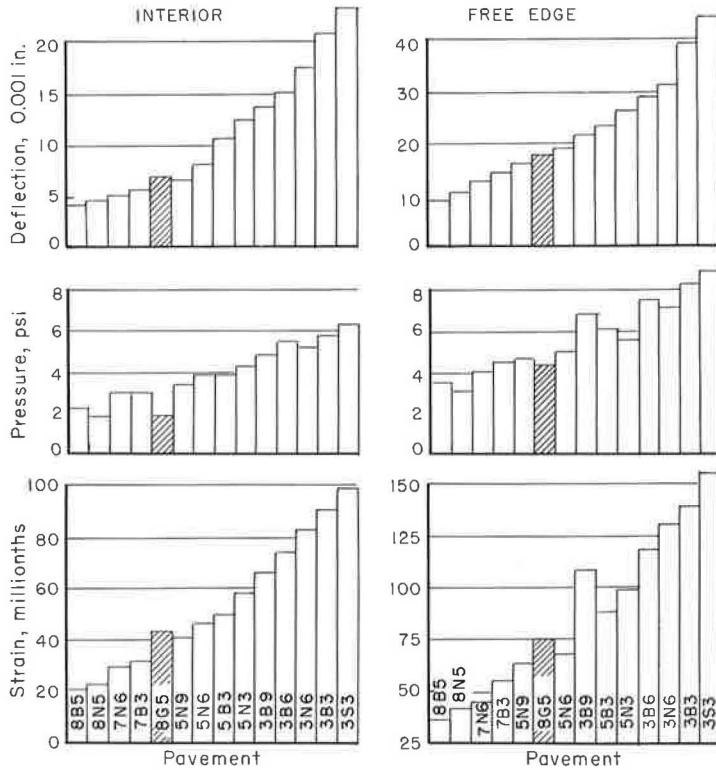 INTERIOR
Deflection, 0.001 in.
20
15
10
5
0
FREE EDGE
40
30
20
10
0
Pressure, psi
8
6
4
2
0
8
6
4
2
0
Strain, millionths
100
80
60
40
20
0
8B5
8N5
7N6
7B3
8G5
5N9
5N6
5B3
5N3
3B9
3B6
3N6
3B3
3S3
Pavement
150
125
100
75
50
25
8B5
8N5
7N6
7B3
5N9
8G5
5N6
3B9
5B3
5N3
3B6
3N6
3B3
3S3
Pavement